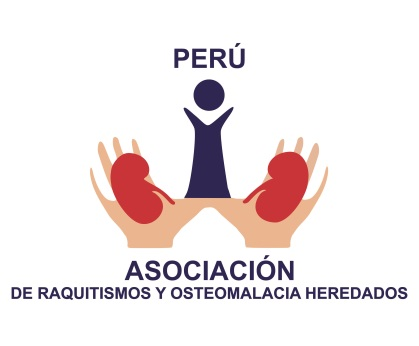 PERÚ
ASOCIACIÓN
DE RAQUITISMOS Y OSTEOMALACIA HEREDADOS